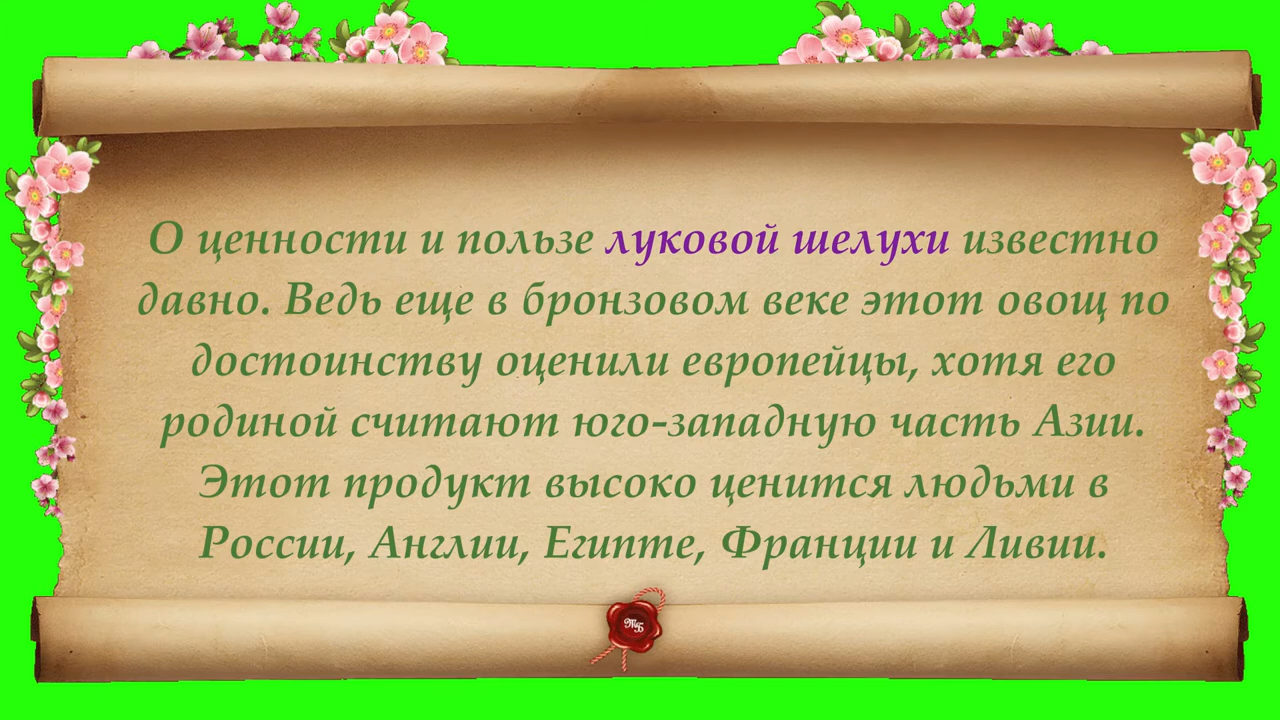 О ценности и пользе луковой шелухи известно
давно. Ведь еще в бронзовом веке этот овощ по
достоинству оценили европейцы, хотя его
родиной считают юго-западную часть Азии.
Этот продукт высоко ценится людьми в
России, Англии, Египте, Франции и Ливии.